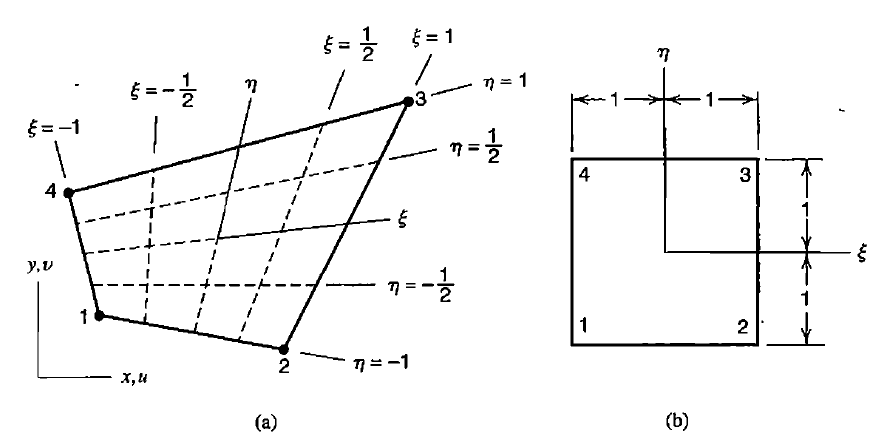 ξ = 1/2
ξ = 1
η
ξ = -1/2
η
3
η = 1
1
1
ξ = -1
η = 1/2
4
4
3
1
ξ
ξ
y,v
η = -1/2
1
1
1
2
2
η = -1
x,u
(a)
(b)